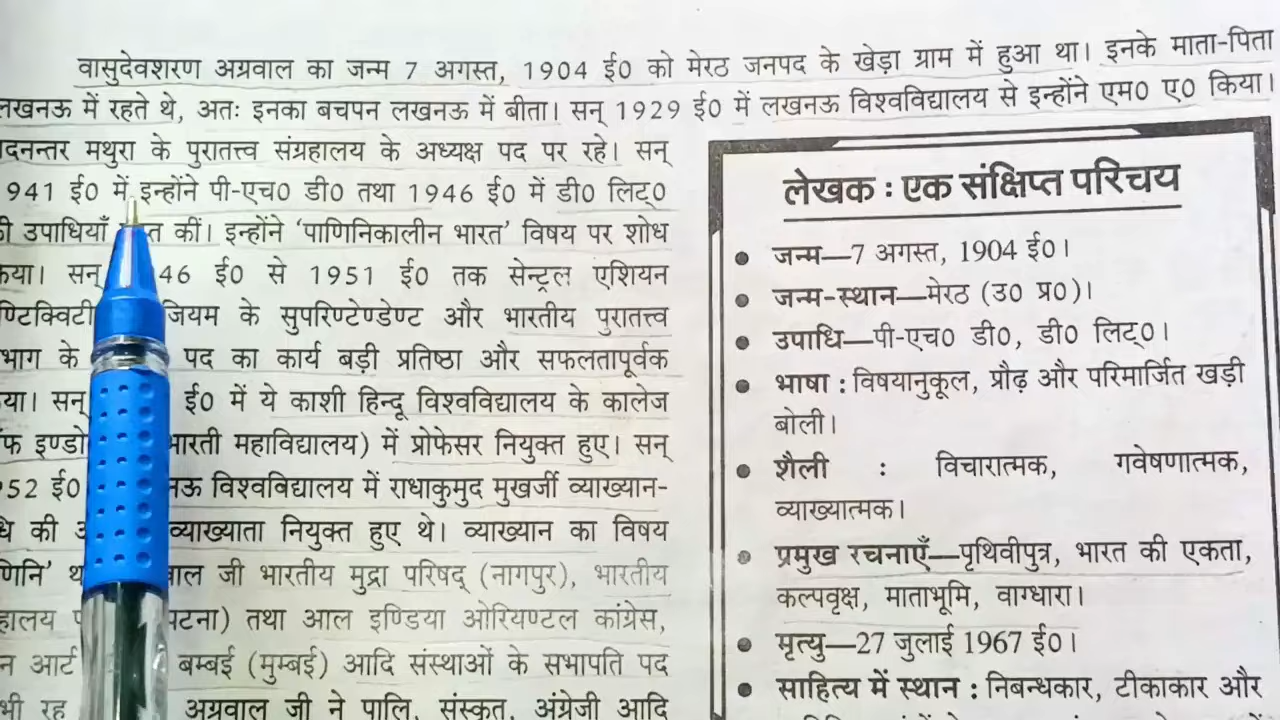 वासुदेवशरण अग्रवाल का जन्म 7 अगस्त, 1904 ई0 को मेरठ जनपद के खेड़ा ग्राम में हुआ था। इनके माता-पिता
लखनऊ में रहते थे, अतः इनका बचपन लखनऊ में बीता। सन् 1929 ई0 में लखनऊ विश्वविद्यालय से इन्होंने एम0 ए0 किया।
दनन्तर मथुरा के पुरातत्त्व संग्रहालय के अध्यक्ष पद पर रहे। सन्
941 ई0 में इन्होंने पी-एच0 डी0 तथा 1946 ई0 में डी0 लिट्0
उपाधियाँ कीं। इन्होंने ‘पाणिनिकालीन भारत’ विषय पर शोध
कया। सन् 46 ई0 से 1951 ई0 तक सेन्ट्रल एशियन
ण्टिक्विटी जियम के सुपरिण्टेण्डेण्ट और भारतीय पुरातत्त्व
भाग के पद का कार्य बड़ी प्रतिष्ठा और सफलतापूर्वक
या। सन् ई0 में ये काशी हिन्दू विश्वविद्यालय के कालेज
फ इण्डो भारती महाविद्यालय) में प्रोफेसर नियुक्त हुए। सन्
52 ई0 नऊ विश्वविद्यालय में राधाकुमुद मुखर्जी व्याख्यान-
धि की व्याख्याता नियुक्त हुए थे। व्याख्यान का विषय
णिनि’ थ वाल जी भारतीय मुद्रा परिषद् (नागपुर), भारतीय
हालय पटना) तथा आल इण्डिया ओरियण्टल कांग्रेस,
न आर्ट बम्बई (मुम्बई) आदि संस्थाओं के सभापति पद
भी रह अग्रवाल जी ने पालि, संस्कृत, अंग्रेजी आदि
लेखक : एक संक्षिप्त परिचय
● जन्म—7 अगस्त, 1904 ई0।
● जन्म-स्थान—मेरठ (उ0 प्र0)।
● उपाधि—पी-एच0 डी0, डी0 लिट्0।
● भाषा : विषयानुकूल, प्रौढ़ और परिमार्जित खड़ी
बोली।
● शैली : विचारात्मक, गवेषणात्मक,
व्याख्यात्मक।
● प्रमुख रचनाएँ—पृथिवीपुत्र, भारत की एकता,
कल्पवृक्ष, माताभूमि, वाग्धारा।
● मृत्यु—27 जुलाई 1967 ई0।
● साहित्य में स्थान : निबन्धकार, टीकाकार और